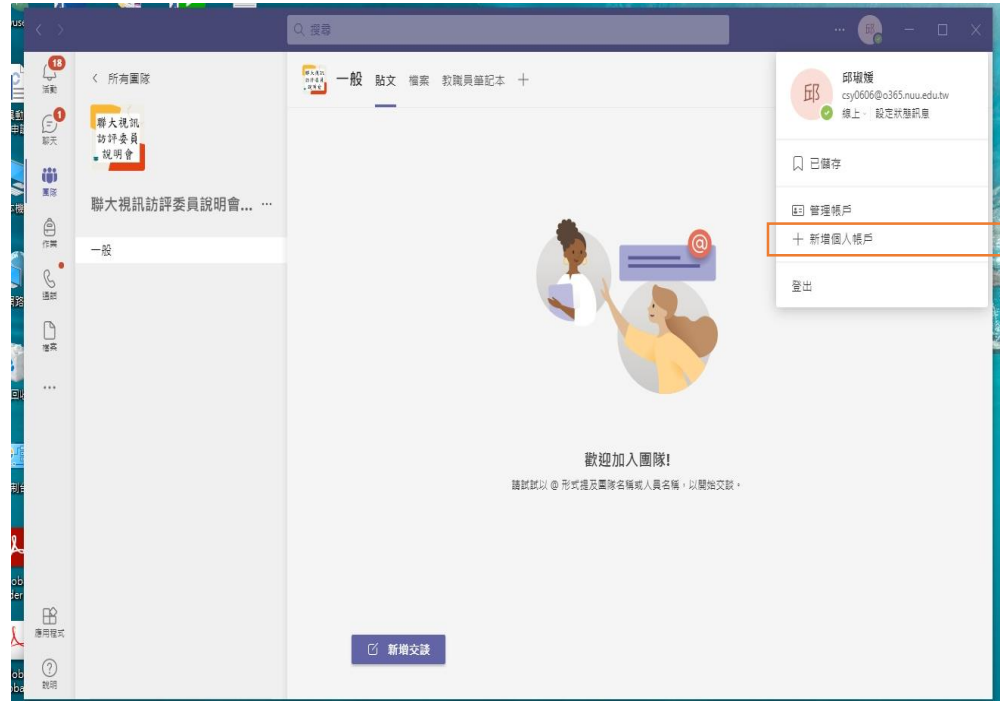 搜尋
邱
18
活動
1
聊天
團隊
作業
通話
檔案
應用程式
說明
所有團隊
聯大視訊
訪評委員
說明會
聯大視訊訪評委員說明會...
一般
一般 貼文 檔案 教職員筆記本
@
歡迎加入團隊!
請試試以 @ 形式提及團隊名稱或人員名稱，以開始交談。
新增交談
邱
邱琡媛
csy0606@o365.nuu.edu.tw
線上
設定狀態訊息
已儲存
管理帳戶
新增個人帳戶
登出